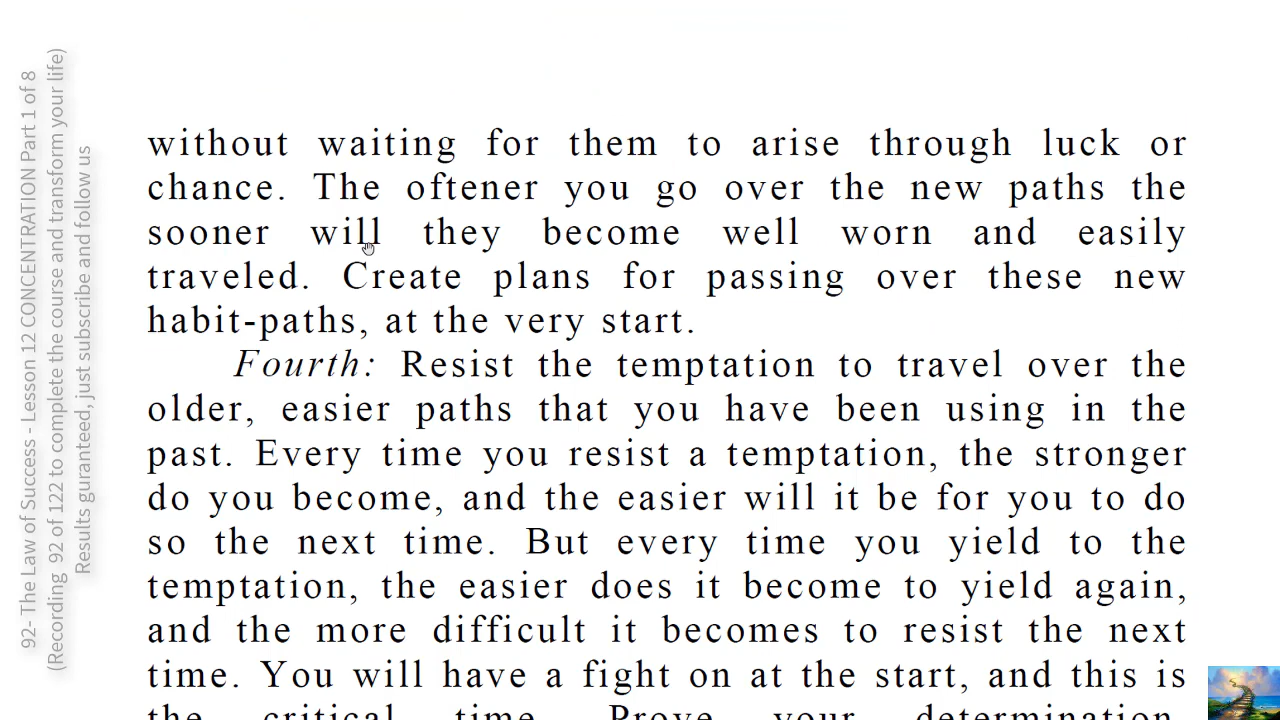 92- The Law of Success - Lesson 12 CONCENTRATION Part 1 of 8
(Recording 92 of 122 to complete the course and transform your life)
Results guranteed, just subscribe and follow us
without waiting for them to arise through luck or
chance. The oftener you go over the new paths the
sooner will they become well worn and easily
traveled. Create plans for passing over these new
habit-paths, at the very start.
Fourth: Resist the temptation to travel over the
older, easier paths that you have been using in the
past. Every time you resist a temptation, the stronger
do you become, and the easier will it be for you to do
so the next time. But every time you yield to the
temptation, the easier does it become to yield again,
and the more difficult it becomes to resist the next
time. You will have a fight on at the start, and this is
the critical time. Prove your determination,